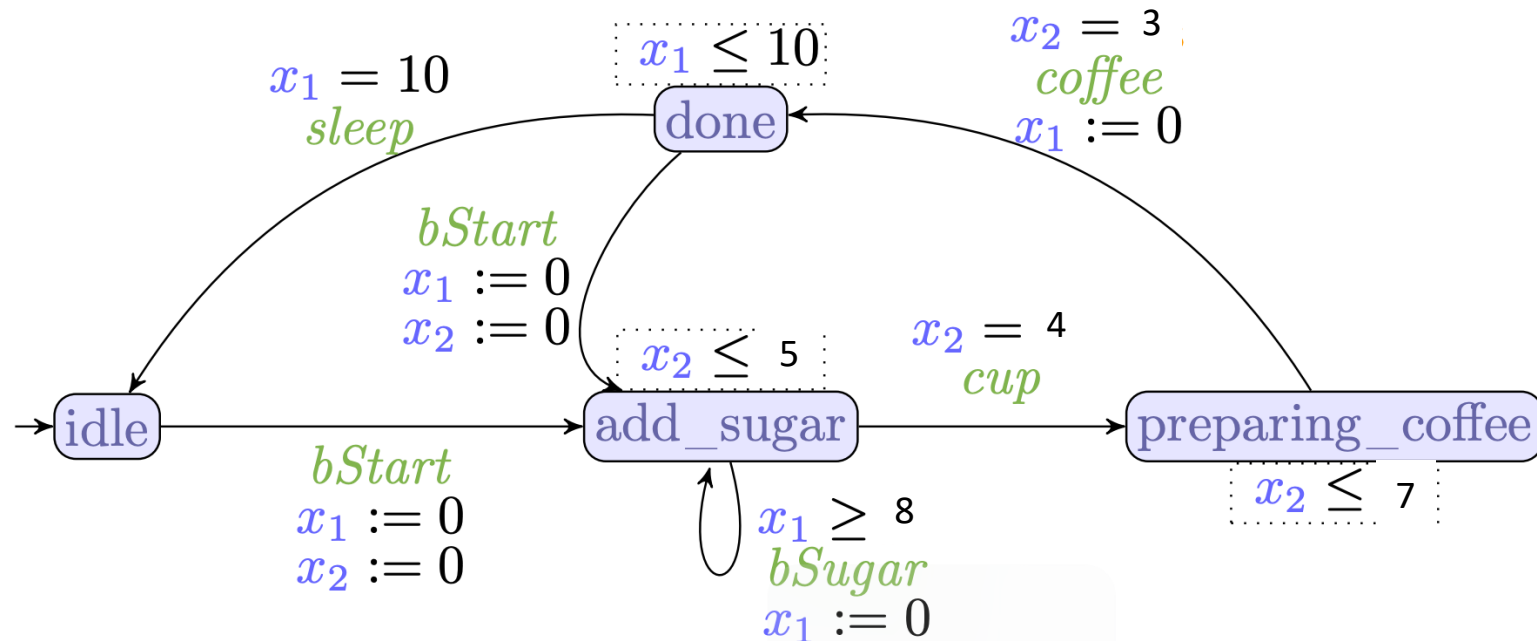 x₁ = 10
sleep
x₁ ≤ 10
done
x₂ = 3
coffee
x₁ := 0
bStart
x₁ := 0
x₂ := 0
x₂ ≤ 5
x₂ = 4
cup
idle
add_sugar
preparing_coffee
x₂ ≤ 7
bStart
x₁ := 0
x₂ := 0
x₁ ≥ 8
bSugar
x₁ := 0